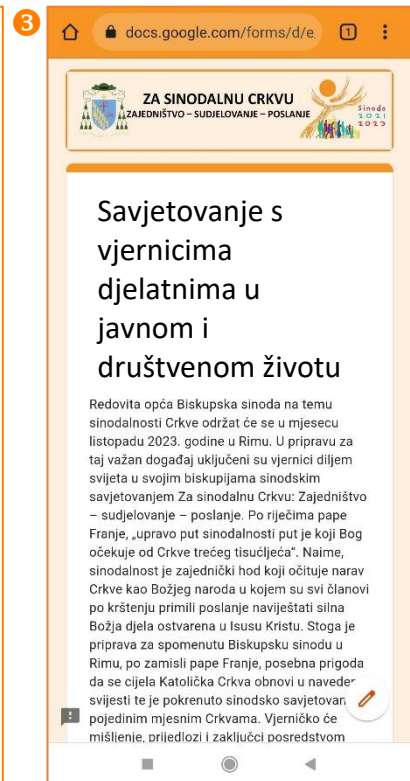 3
docs.google.com/forms/d/e
1
ZA SINODALNU CRKVU
ZAJEDNIŠTVO – SUDJELOVANJE – POSLANJE
Sinoda
2021
2023
Savjetovanje s
vjernicima
djelatnima u
javnom i
društvenom životu
Redovita opća Biskupska sinoda na temu
sinodalnosti Crkve održat će se u mjesecu
listopadu 2023. godine u Rimu. U pripravu za
taj važan događaj uključeni su vjernici diljem
svijeta u svojim biskupijama sinodskim
savjetovanjem Za sinodalnu Crkvu: Zajedništvo
– sudjelovanje – poslanje. Po riječima pape
Franje, „upravo put sinodalnosti put je koji Bog
očekuje od Crkve trećeg tisućljeća“. Naime,
sinodalnost je zajednički hod koji očituje narav
Crkve kao Božjeg naroda u kojem su svi članovi
po krštenju primili poslanje naviještati silna
Božja djela ostvarena u Isusu Kristu. Stoga je
priprava za spomenutu Biskupsku sinodu u
Rimu, po zamisli pape Franje, posebna prigoda
da se cijela Katolička Crkva obnovi u
svijesti te je pokrenuto sinodsko
pojedinim mjesnim Crkvama. Vjerničko će
mišljenje, prijedlozi i zaključci posredstvom